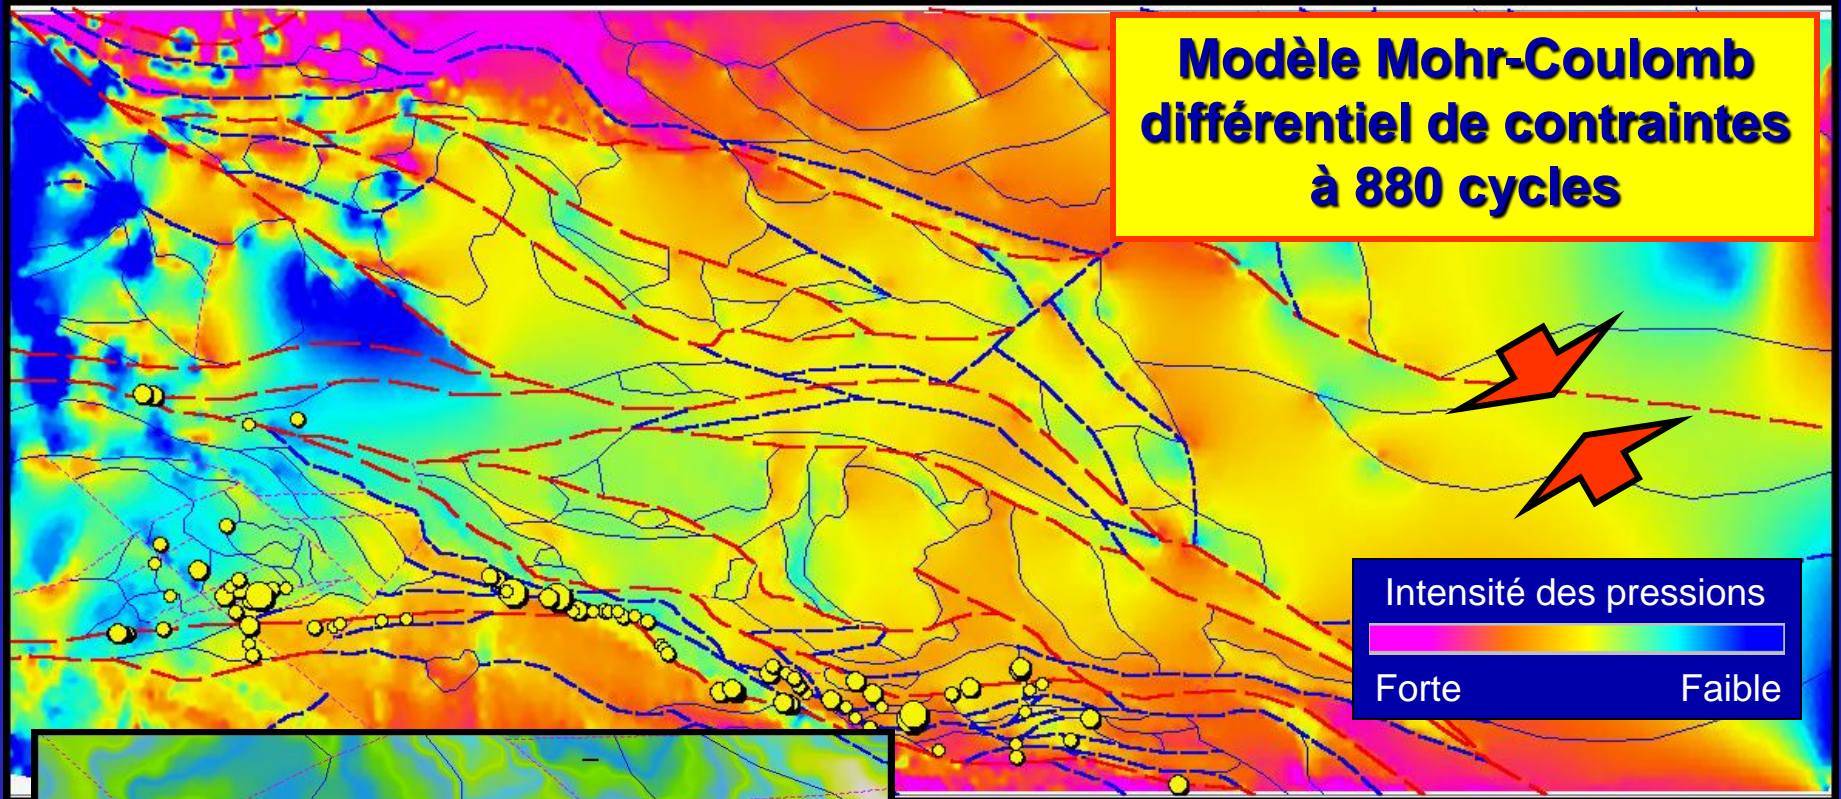 Modèle Mohr-Coulomb
différentiel de contraintes
à 880 cycles
Intensité des pressions
Forte Faible